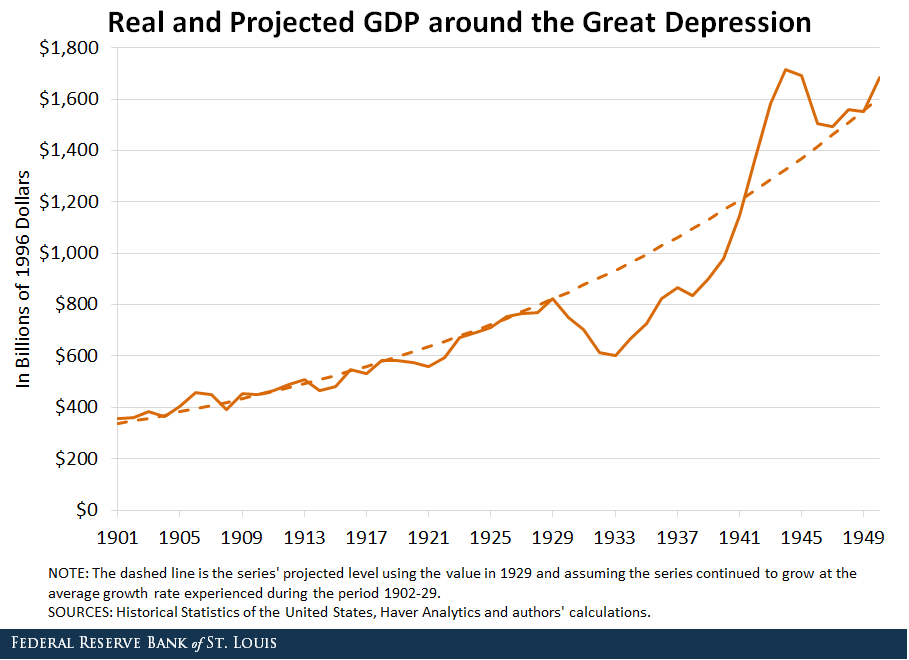 Real and Projected GDP around the Great Depression
In Billions of 1996 Dollars
$1,800
$1,600
$1,400
$1,200
$1,000
$800
$600
$400
$200
$0
1901 1905 1909 1913 1917 1921 1925 1929 1933 1937 1941 1945 1949
NOTE: The dashed line is the series' projected level using the value in 1929 and assuming the series continued to grow at the
average growth rate experienced during the period 1902-29.
SOURCES: Historical Statistics of the United States, Haver Analytics and authors' calculations.
FEDERAL RESERVE BANK of ST. LOUIS